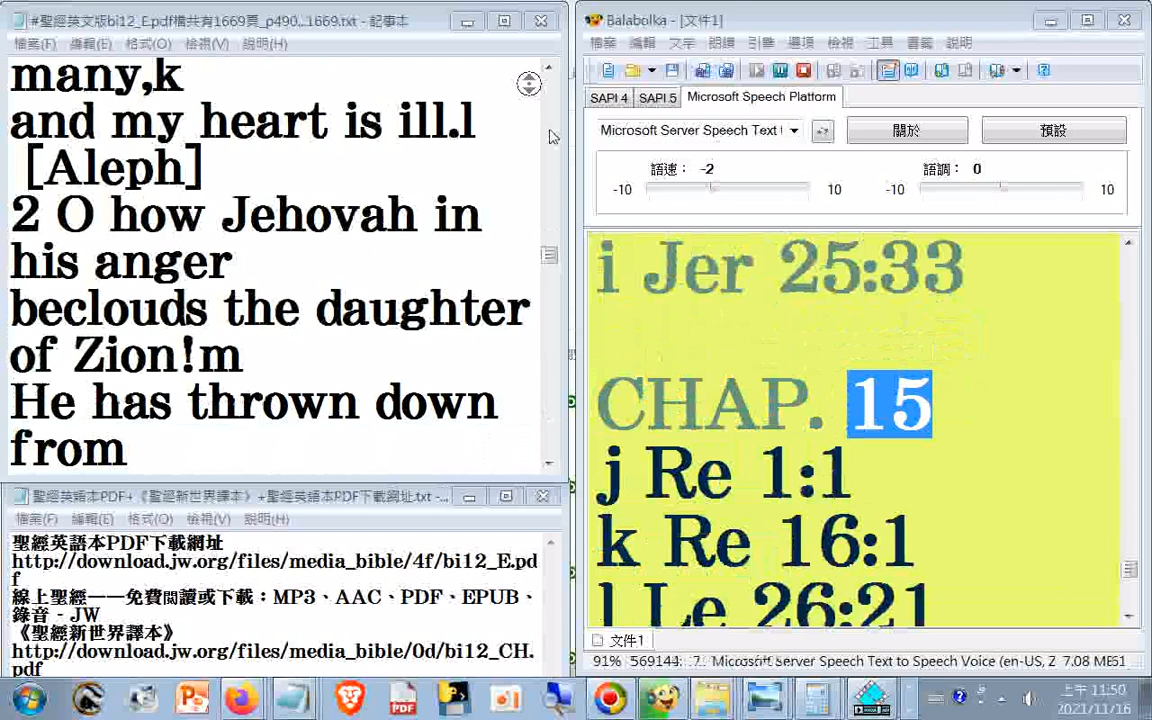 #聖經英文版bi12_E.pdf檔共有1669頁_p490,..1669.txt - 記事本
檔案(F) 編輯(E) 格式(O) 檢視(V) 說明(H)
many,k
and my heart is ill.l
[Aleph]
2 O how Jehovah in
his anger
beclouds the daughter
of Zion!m
He has thrown down
from
聖經英語本PDF+《聖經新世界譯本》+聖經英語本PDF下載網址.txt -...
檔案(F) 編輯(E) 格式(O) 檢視(V) 說明(H)
聖經英語本PDF下載網址
http://download.jw.org/files/media_bible/4f/bi12_E.pd
f
線上聖經——免費閱讀或下載：MP3、AAC、PDF、EPUB、
錄音 - JW
《聖經新世界譯本》
http://download.jw.org/files/media_bible/0d/bi12_CH.
pdf
Balabolka - [文件1]
檔案 編輯 文字 朗讀 引擎 選項 檢視 工具 書籤 說明
SAPI 4 SAPI 5 Microsoft Speech Platform
Microsoft Server Speech Text 關於 預設
語速： -2 語調： 0
-10 10 -10 10
i Jer 25:33
CHAP. 15
j Re 1:1
k Re 16:1
l Le 26:21
文件1
91% Microsoft Server Speech Text to Speech Voice (en-US, Z 7.08 МБ
上午 11:50
2021/11/16